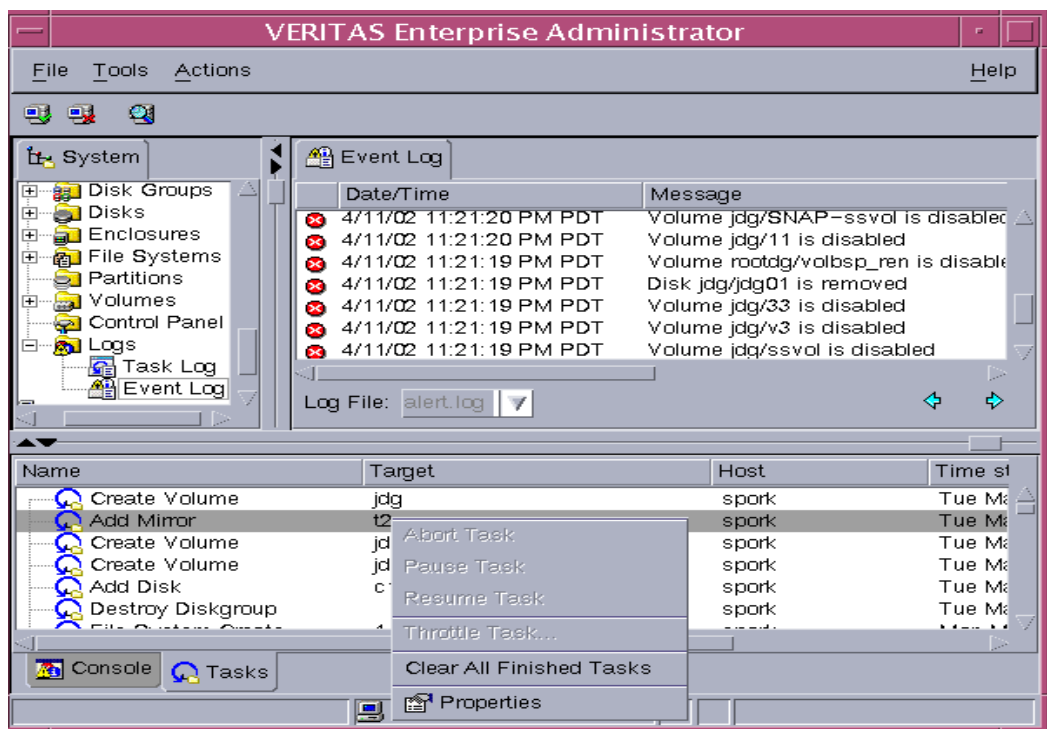 VERITAS Enterprise Administrator
File Tools Actions Help
System
Event Log
Disk Groups
Disks
Enclosures
File Systems
Partitions
Volumes
Control Panel
Logs
Task Log
Event Log
Date/Time Message
4/11/02 11:21:20 PM PDT Volume jdg/SNAP-ssvol is disabled
4/11/02 11:21:20 PM PDT Volume jdg/11 is disabled
4/11/02 11:21:19 PM PDT Volume rootdg/volbsp_ren is disable
4/11/02 11:21:19 PM PDT Disk jdg/jdg01 is removed
4/11/02 11:21:19 PM PDT Volume jdg/33 is disabled
4/11/02 11:21:19 PM PDT Volume jdg/v3 is disabled
4/11/02 11:21:19 PM PDT Volume jdg/ssvol is disabled
Log File: alert.log
Name Target Host Time st
Create Volume jdg spork Tue Ma
Add Mirror t2 spork Tue Ma
Create Volume jd spork Tue Ma
Create Volume jd spork Tue Ma
Add Disk c spork Tue Ma
Destroy Diskgroup spork Tue Ma
File System Create
Abort Task
Pause Task
Resume Task
Throttle Task...
Clear All Finished Tasks
Properties
Console
Tasks